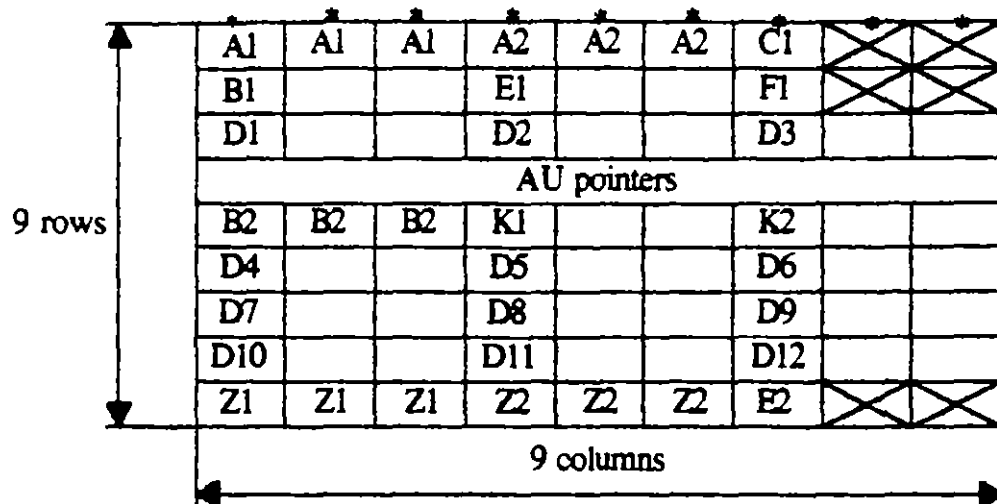 * * * * * * * * *
A1 A1 A1 A2 A2 A2 C1
B1 E1 F1
D1 D2 D3
AU pointers
9 rows
B2 B2 B2 K1 K2
D4 D5 D6
D7 D8 D9
D10 D11 D12
Z1 Z1 Z1 Z2 Z2 Z2 E2
9 columns